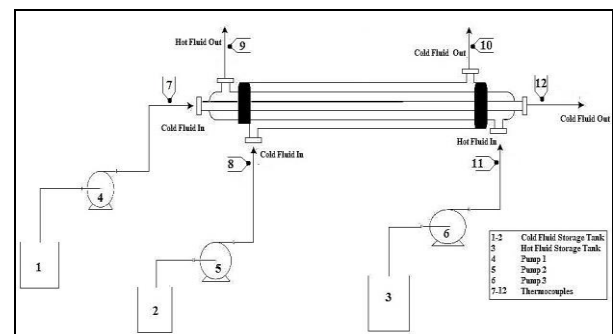 Hot Fluid Out
9
Cold Fluid Out
10
7
12
Cold Fluid In
Cold Fluid Out
8
Cold Fluid In
Hot Fluid In
11
4
5
6
1
2
3
1-2 Cold Fluid Storage Tank
3 Hot Fluid Storage Tank
4 Pump 1
5 Pump 2
6 Pump 3
7-12 Thermocouples